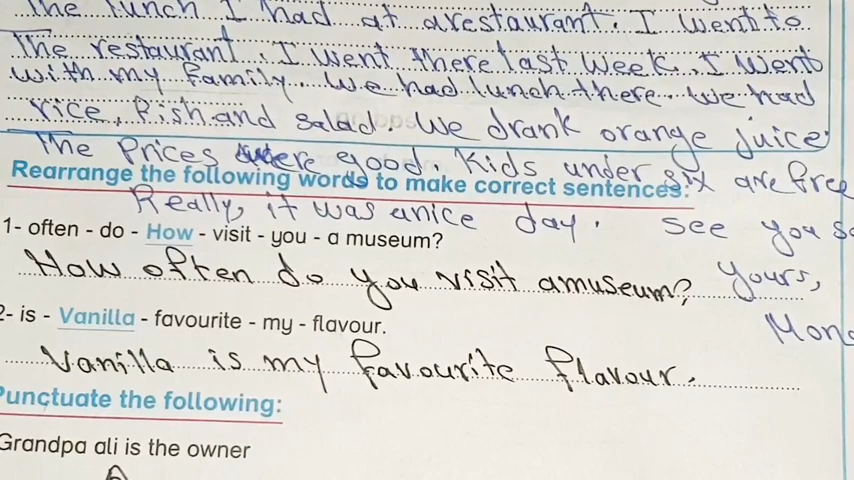 The lunch I had at arestaurant. I went to
The restaurant. I went there last week. I went
with my family. We had lunch there. We had
rice, Fish and salad. We drank orange juice.
The Prices were good. Kids under six are free
Rearrange the following words to make correct sentences:
Really, it was anice day. See you
1- often - do - How - visit - you - a museum?
How often do you visit amuseum?
Yours,
2- is - Vanilla - favourite - my - flavour.
Mona
Vanilla is my favourite flavour.
Punctuate the following:
Grandpa ali is the owner